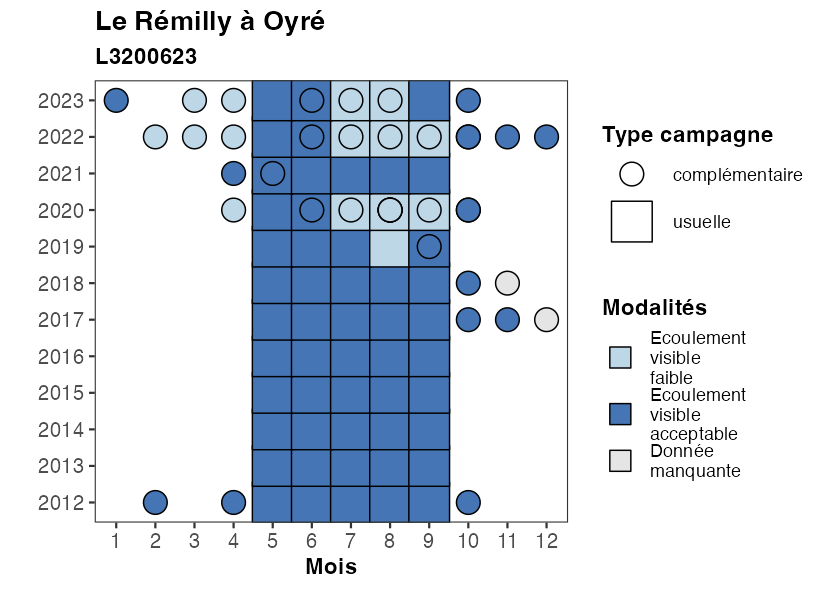 Le Rémilly à Oyré
L3200623
2023
2022
2021
2020
2019
2018
2017
2016
2015
2014
2013
2012
1 2 3 4 5 6 7 8 9 10 11 12
Mois
Type campagne
complémentaire
usuelle
Modalités
Ecoulement
visible
faible
Ecoulement
visible
acceptable
Donnée
manquante